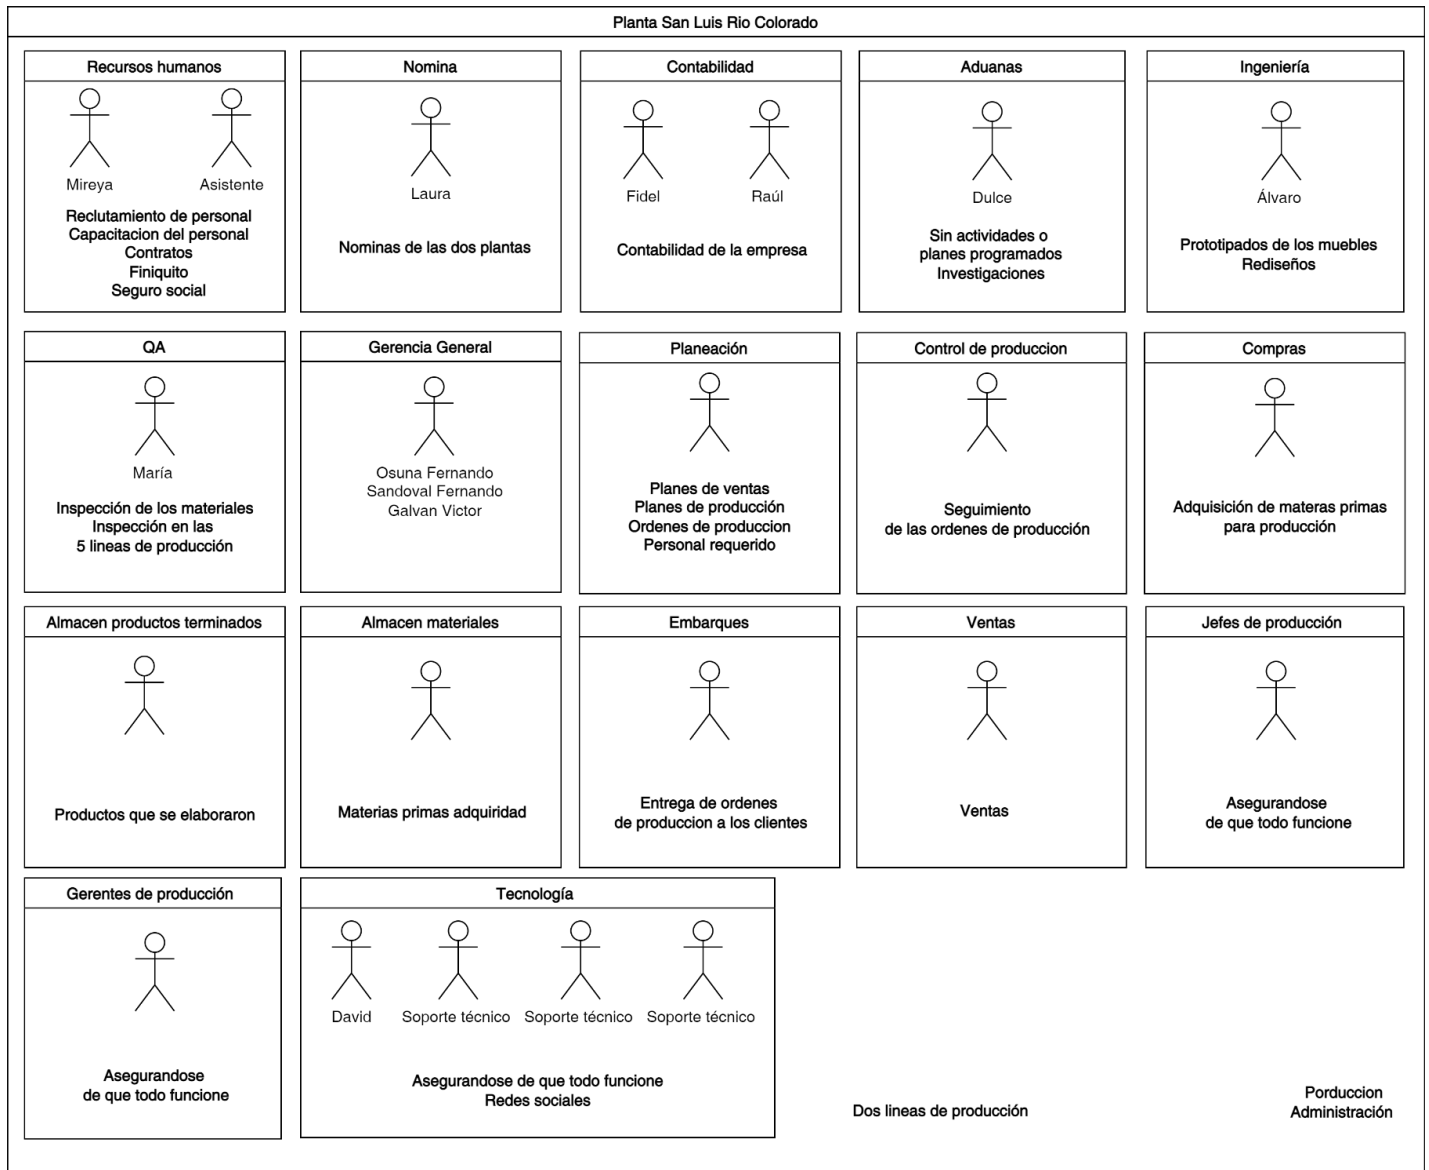 Planta San Luis Rio Colorado
Recursos humanos
Mireya
Asistente
Reclutamiento de personal
Capacitacion del personal
Contratos
Finiquito
Seguro social
Nomina
Laura
Nominas de las dos plantas
Contabilidad
Fidel
Raúl
Contabilidad de la empresa
Aduanas
Dulce
Sin actividades o
planes programados
Investigaciones
Ingeniería
Álvaro
Prototipados de los muebles
Rediseños
QA
María
Inspección de los materiales
Inspección en las
5 lineas de producción
Gerencia General
Osuna Fernando
Sandoval Fernando
Galvan Victor
Planeación
Planes de ventas
Planes de producción
Ordenes de produccion
Personal requerido
Control de produccion
Seguimiento
de las ordenes de producción
Compras
Adquisición de materas primas
para producción
Almacen productos terminados
Productos que se elaboraron
Almacen materiales
Materias primas adquiridad
Embarques
Entrega de ordenes
de produccion a los clientes
Ventas
Ventas
Jefes de producción
Asegurandose
de que todo funcione
Gerentes de producción
Asegurandose
de que todo funcione
Tecnología
David
Soporte técnico
Soporte técnico
Soporte técnico
Asegurandose de que todo funcione
Redes sociales
Dos lineas de producción
Porduccion
Administración